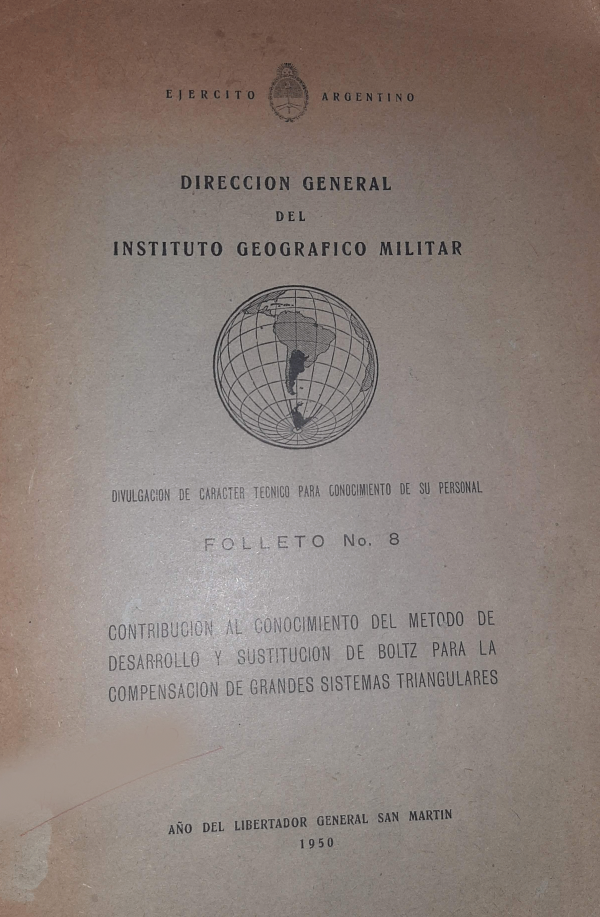 EJERCITO ARGENTINO
DIRECCION GENERAL
DEL
INSTITUTO GEOGRAFICO MILITAR
DIVULGACION DE CARACTER TECNICO PARA CONOCIMIENTO DE SU PERSONAL
FOLLETO No. 8
CONTRIBUCION AL CONOCIMIENTO DEL METODO DE
DESARROLLO Y SUSTITUCION DE BOLTZ PARA LA
COMPENSACION DE GRANDES SISTEMAS TRIANGULARES
AÑO DEL LIBERTADOR GENERAL SAN MARTIN
1950